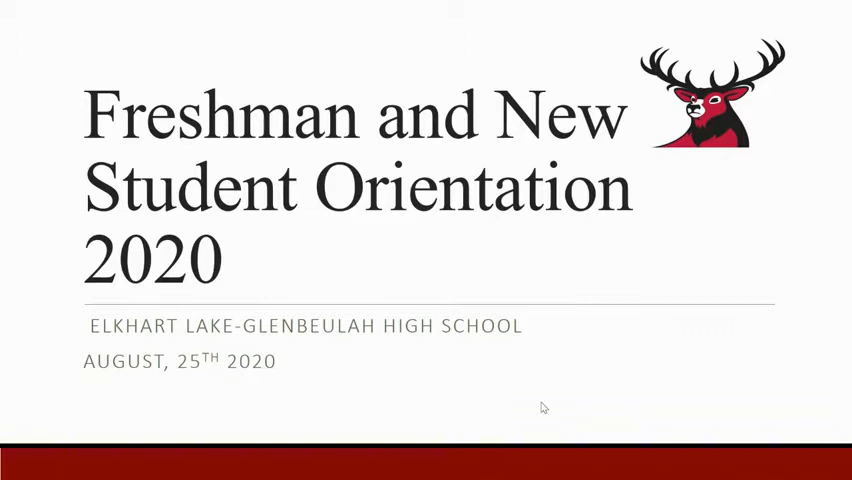 Freshman and New
Student Orientation
2020
ELKHART LAKE-GLENBEULAH HIGH SCHOOL
AUGUST, 25TH 2020